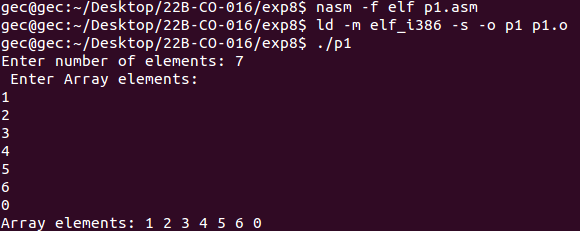 gec@gec:~/Desktop/22B-CO-016/exp8$ nasm -f elf p1.asm
gec@gec:~/Desktop/22B-CO-016/exp8$ ld -m elf_i386 -s -o p1 p1.o
gec@gec:~/Desktop/22B-CO-016/exp8$ ./p1
Enter number of elements: 7
 Enter Array elements:
1
2
3
4
5
6
0
Array elements: 1 2 3 4 5 6 0